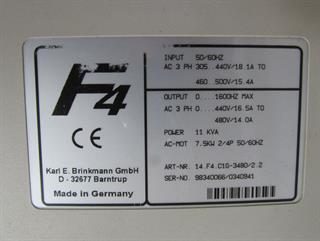 F4
CE
Karl E. Brinkmann GmbH
D - 32677 Barntrup
Made in Germany
INPUT 50/60HZ
AC 3 PH 305..440V/18.1A TO
460..500V/15.4A
OUTPUT 0...1600HZ MAX
AC 3 PH 0...440V/16.5A TO
480V/14.0A
POWER 11 KVA
AC-MOT 7.5KW 2/4P 50/60HZ
ART-NR. 14.F4.C1G-3480/2.2
SER-NO. 98340066/0340941